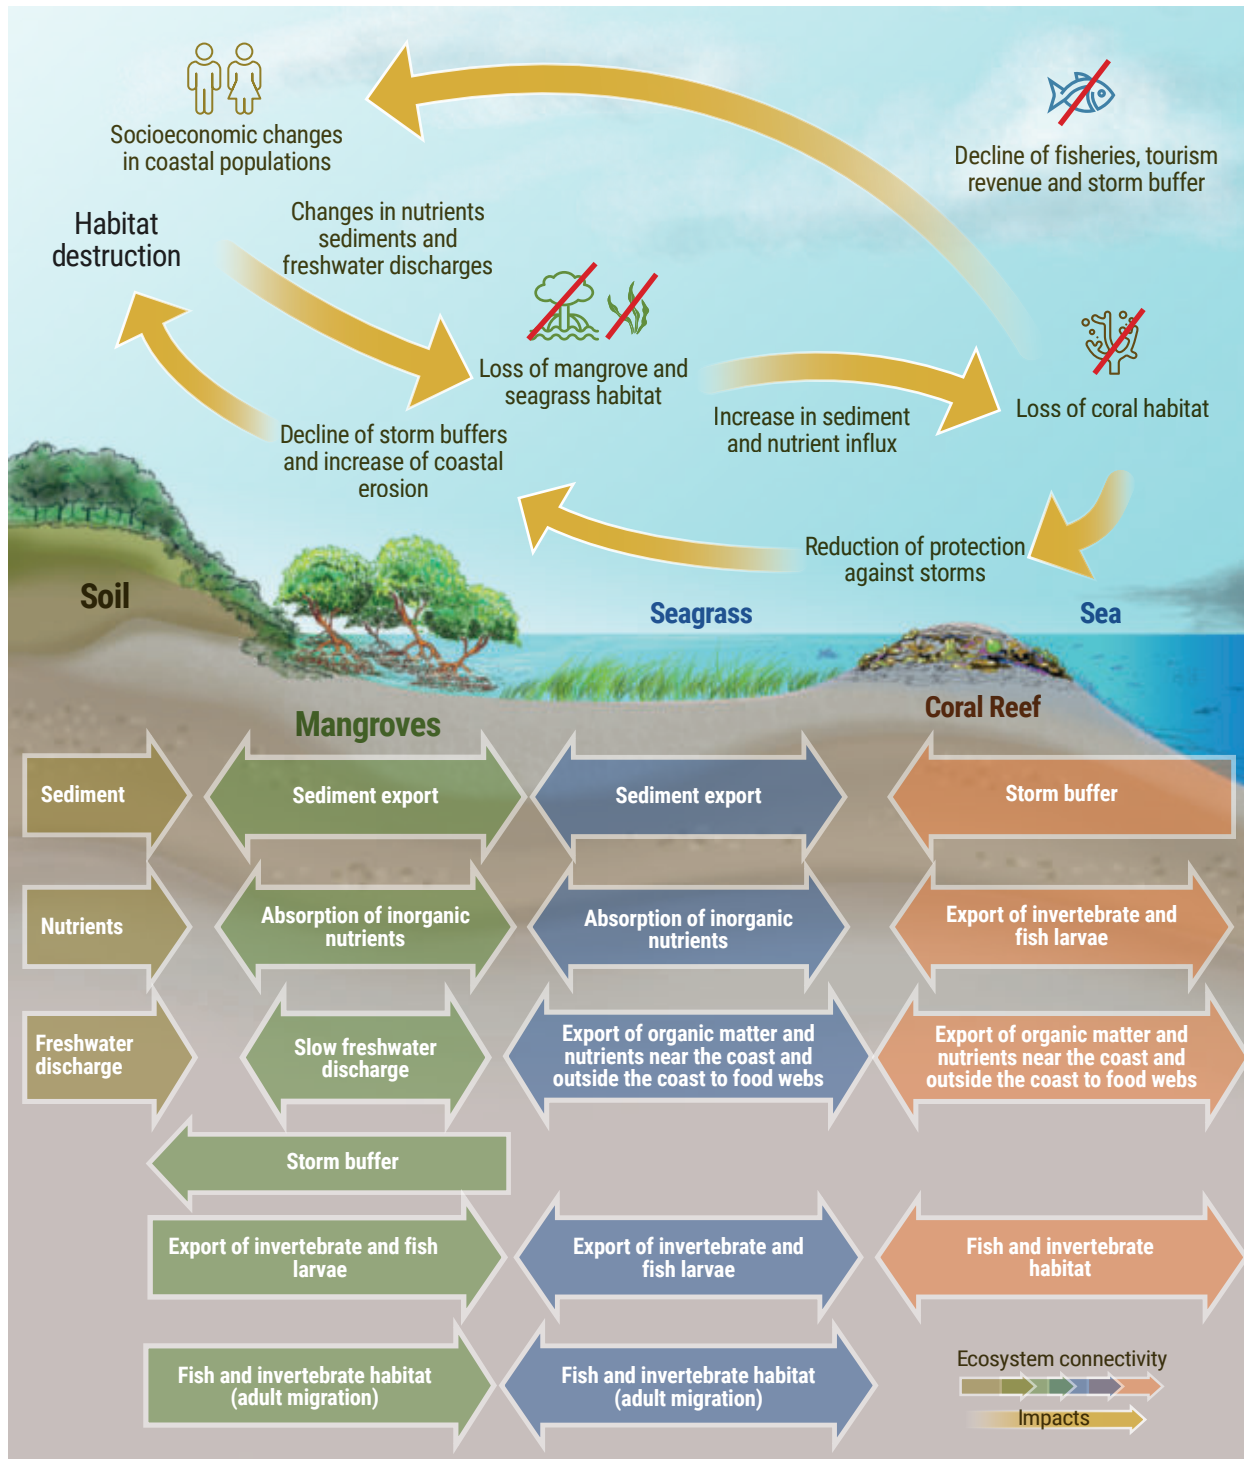 Socioeconomic changes
in coastal populations
Decline of fisheries, tourism
revenue and storm buffer
Habitat
destruction
Changes in nutrients
sediments and
freshwater discharges
Loss of mangrove and
seagrass habitat
Increase in sediment
and nutrient influx
Loss of coral habitat
Decline of storm buffers
and increase of coastal
erosion
Reduction of protection
against storms
Soil
Seagrass
Sea
Mangroves
Coral Reef
Sediment
Sediment export
Sediment export
Storm buffer
Nutrients
Absorption of inorganic
nutrients
Absorption of inorganic
nutrients
Export of invertebrate and
fish larvae
Freshwater
discharge
Slow freshwater
discharge
Export of organic matter and
nutrients near the coast and
outside the coast to food webs
Export of organic matter and
nutrients near the coast and
outside the coast to food webs
Storm buffer
Export of invertebrate and fish
larvae
Export of invertebrate and
fish larvae
Fish and invertebrate
habitat
Fish and invertebrate habitat
(adult migration)
Fish and invertebrate habitat
(adult migration)
Ecosystem connectivity
Impacts